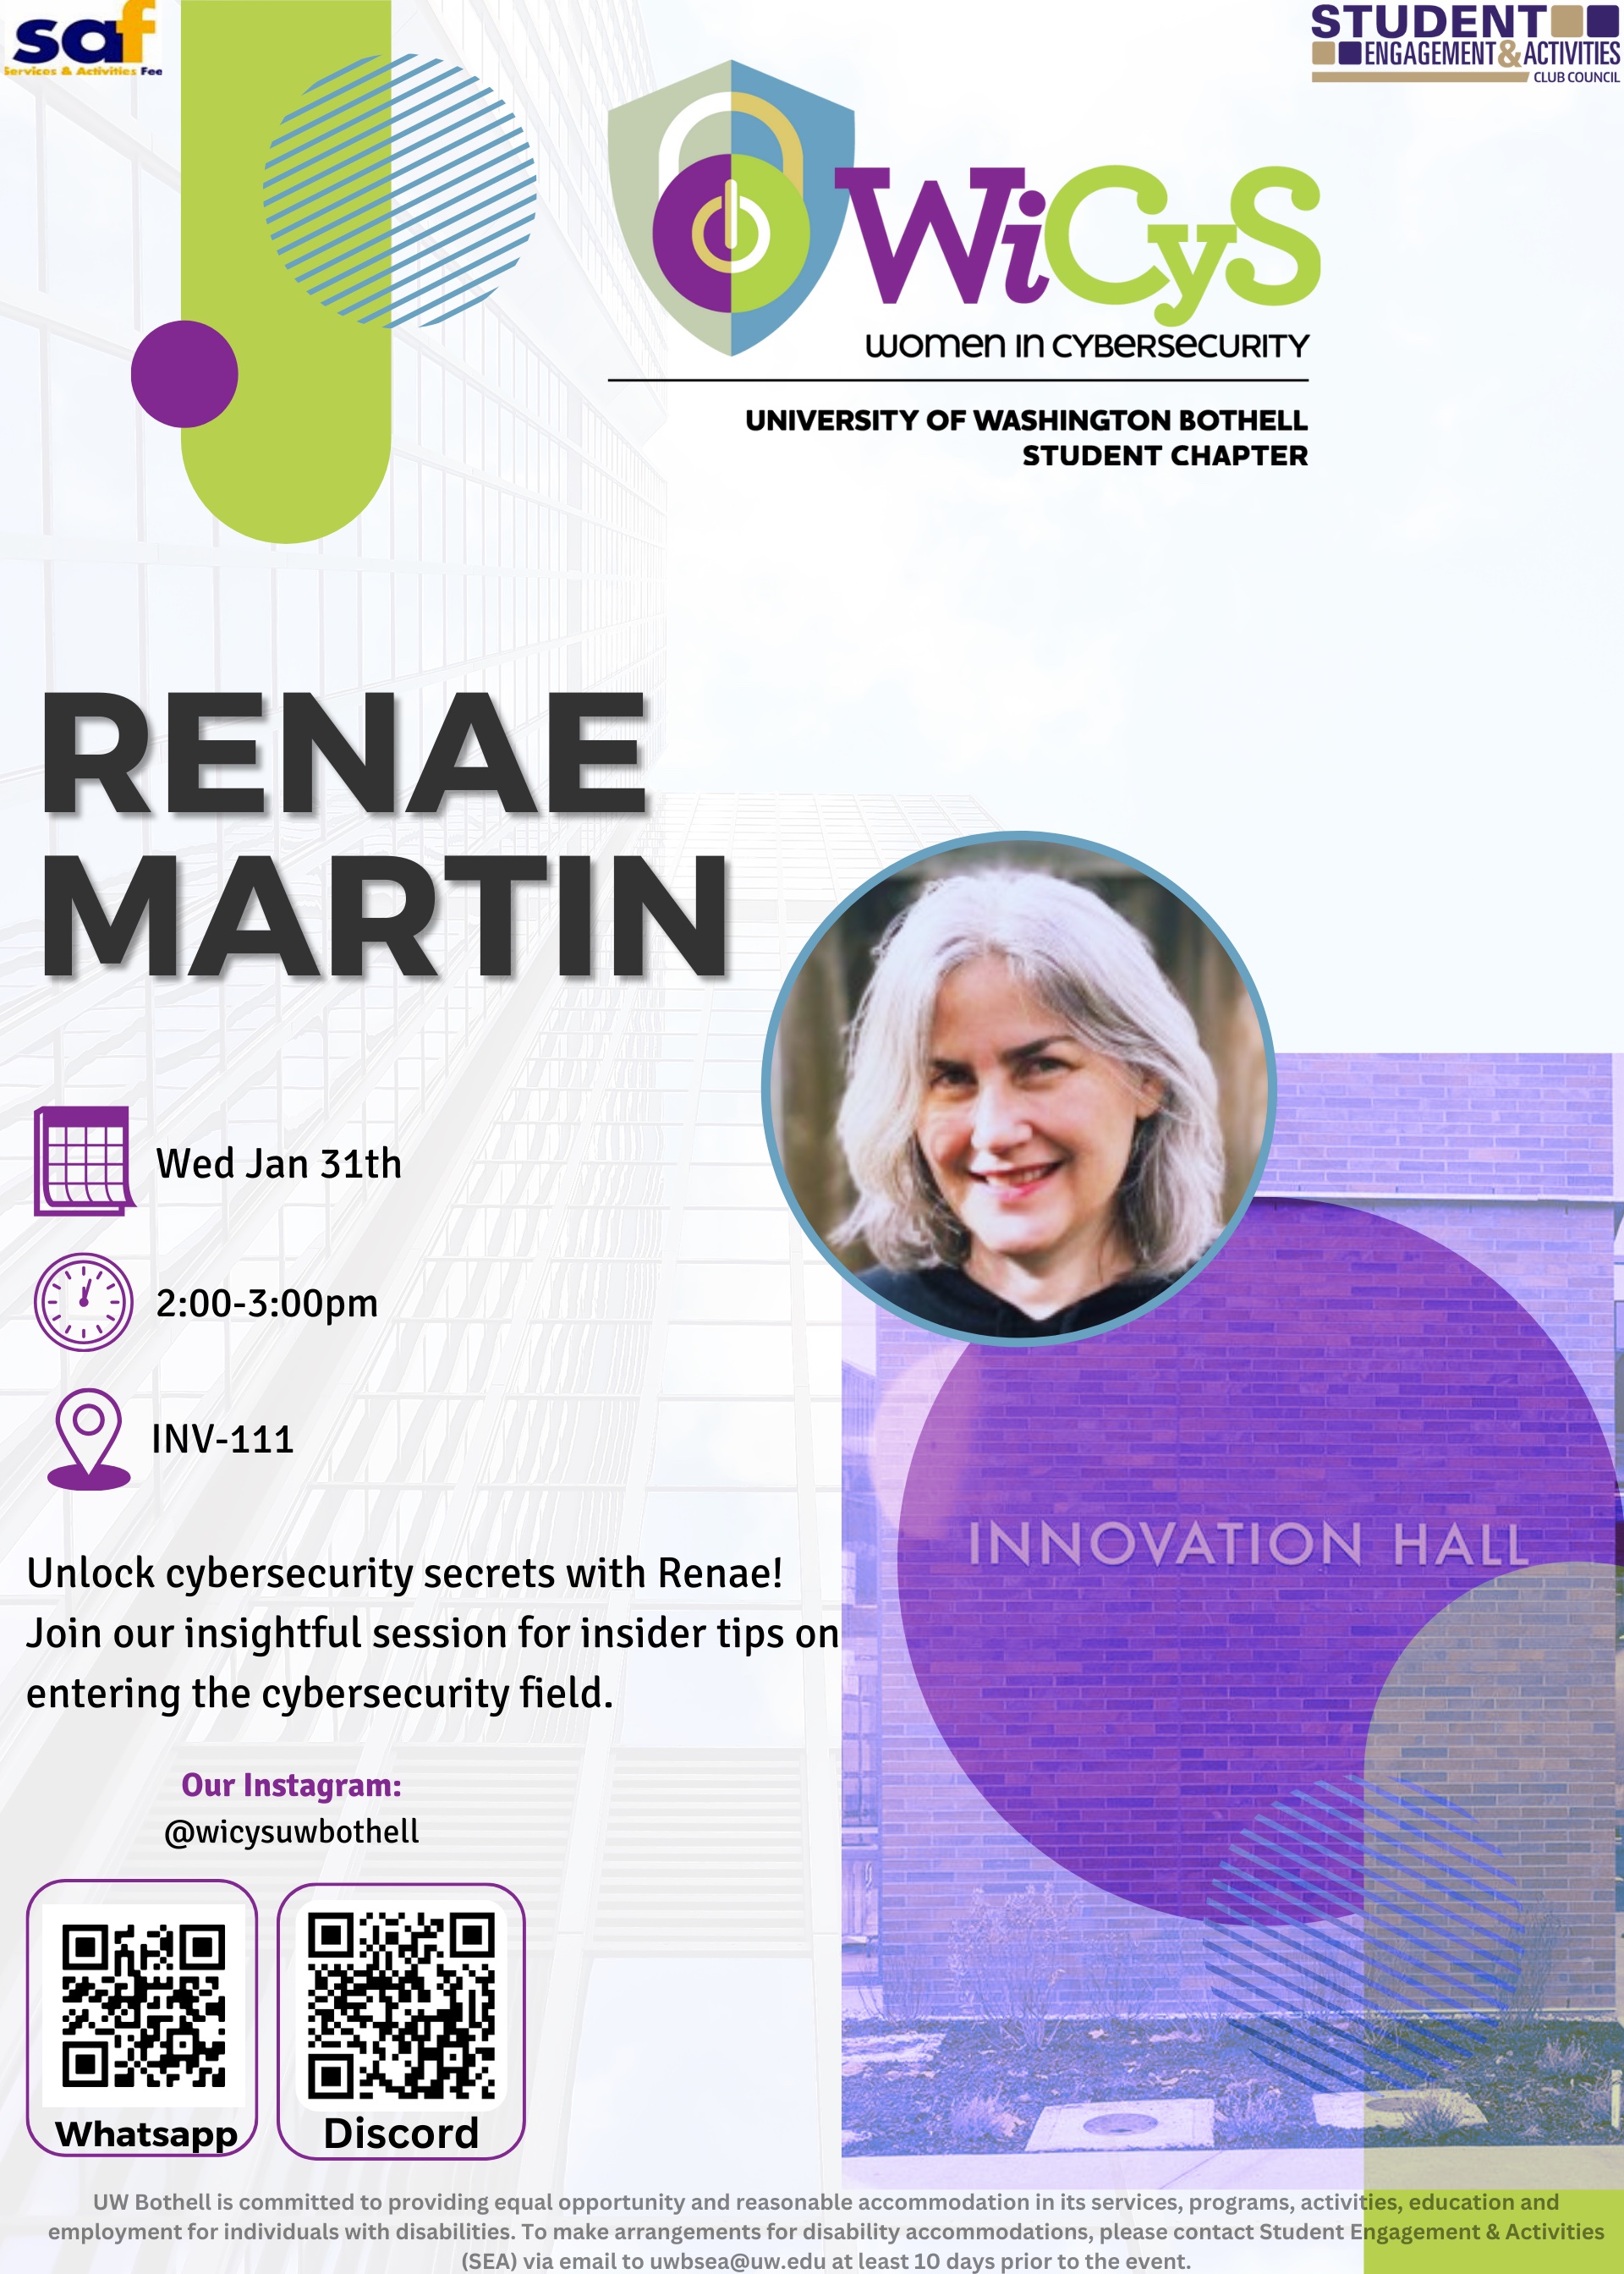 saf
Services & Activities Fee
STUDENT
ENGAGEMENT & ACTIVITIES
CLUB COUNCIL
WiCyS
women in cybersecurity
UNIVERSITY OF WASHINGTON BOTHELL
STUDENT CHAPTER
RENAE
MARTIN
Wed Jan 31th
2:00-3:00pm
INV-111
INNOVATION HALL
Unlock cybersecurity secrets with Renae!
Join our insightful session for insider tips on
entering the cybersecurity field.
Our Instagram:
@wicysuwbothell
Whatsapp
Discord
UW Bothell is committed to providing equal opportunity and reasonable accommodation in its services, programs, activities, education and
employment for individuals with disabilities. To make arrangements for disability accommodations, please contact Student Engagement & Activities
(SEA) via email to uwbsea@uw.edu at least 10 days prior to the event.